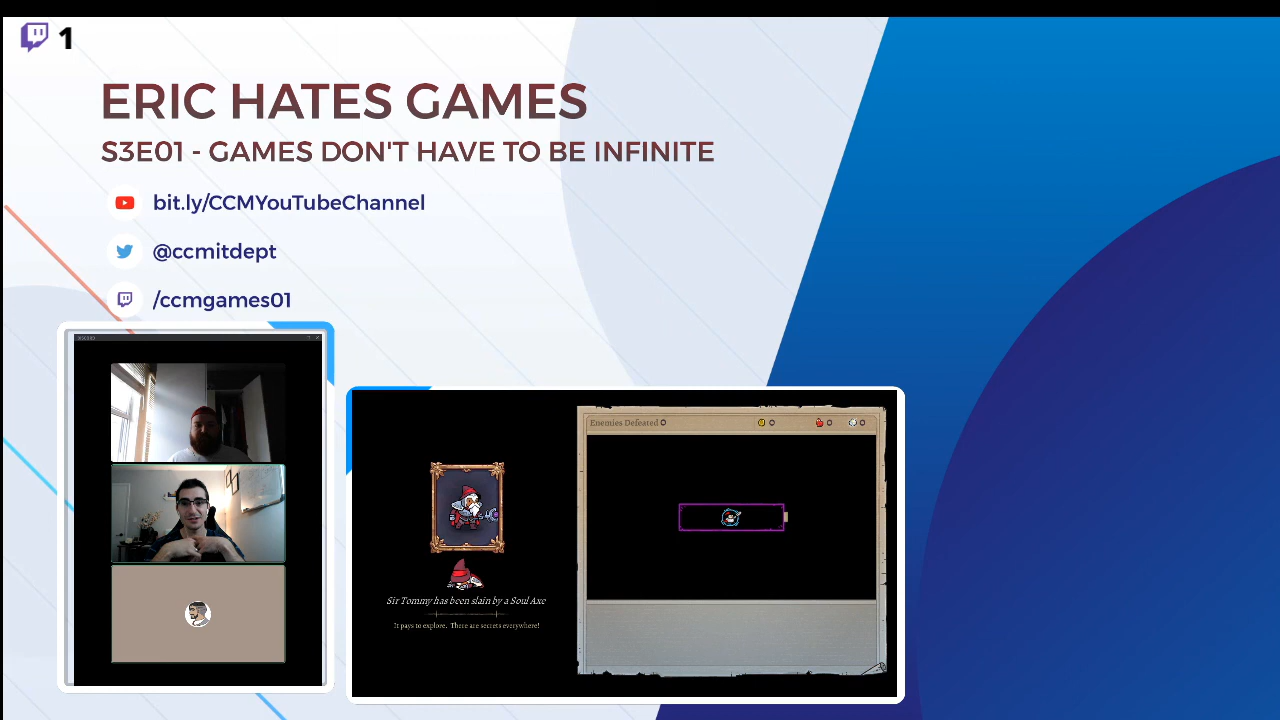 1
ERIC HATES GAMES
S3E01 - GAMES DON'T HAVE TO BE INFINITE
bit.ly/CCMYouTubeChannel
@ccmitdept
/ccmgames01
Enemies Defeated 0 0 0 0
Sir Tommy has been slain by a Soul Axe
It pays to explore. There are secrets everywhere!